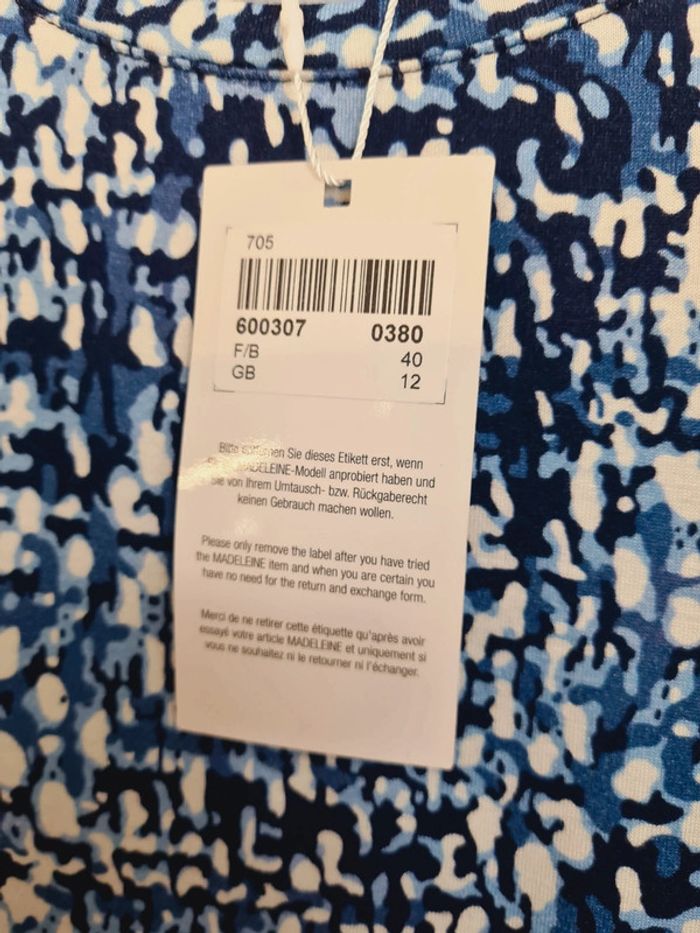 705
600307 0380
F/B 40
GB 12
Bitte Sie dieses Etikett erst, wenn
MADELEINE-Modell anprobiert haben und
Sie von Ihrem Umtausch- bzw. Rückgaberecht
keinen Gebrauch machen wollen.
Please only remove the label after you have tried
the MADELEINE item and when you are certain you
have no need for the return and exchange form.
Merci de ne retirer cette étiquette qu'après avoir
essayé votre article MADELEINE et uniquement si
vous ne souhaitez ni le retourner ni l'échanger.